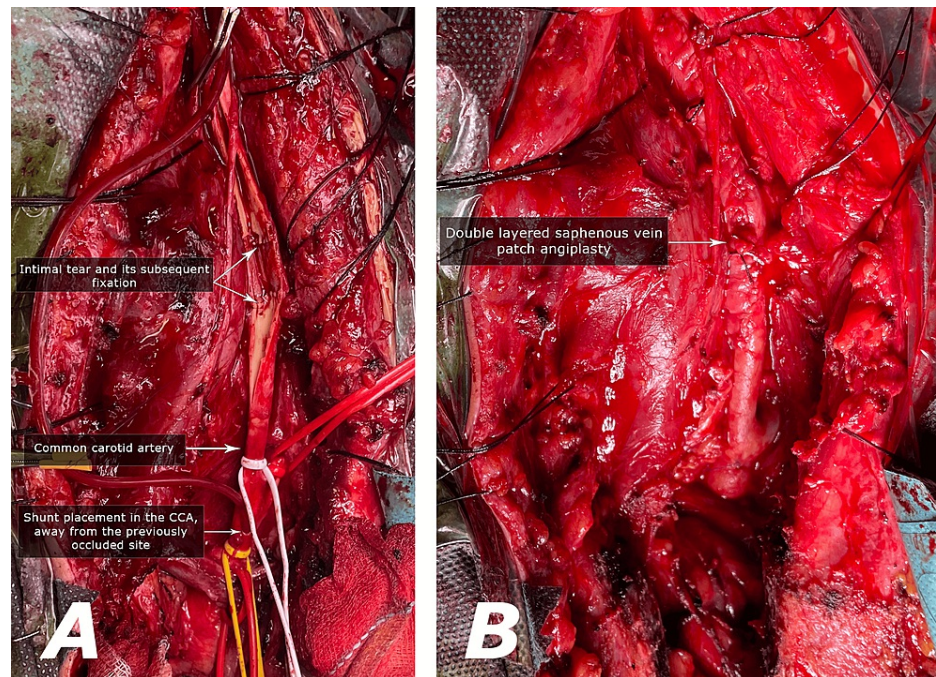 Intimal tear and its subsequent
fixation
Common carotid artery
Shunt placement in the CCA,
away from the previously
occluded site
A
Double layered saphenous vein
patch angiplasty
B